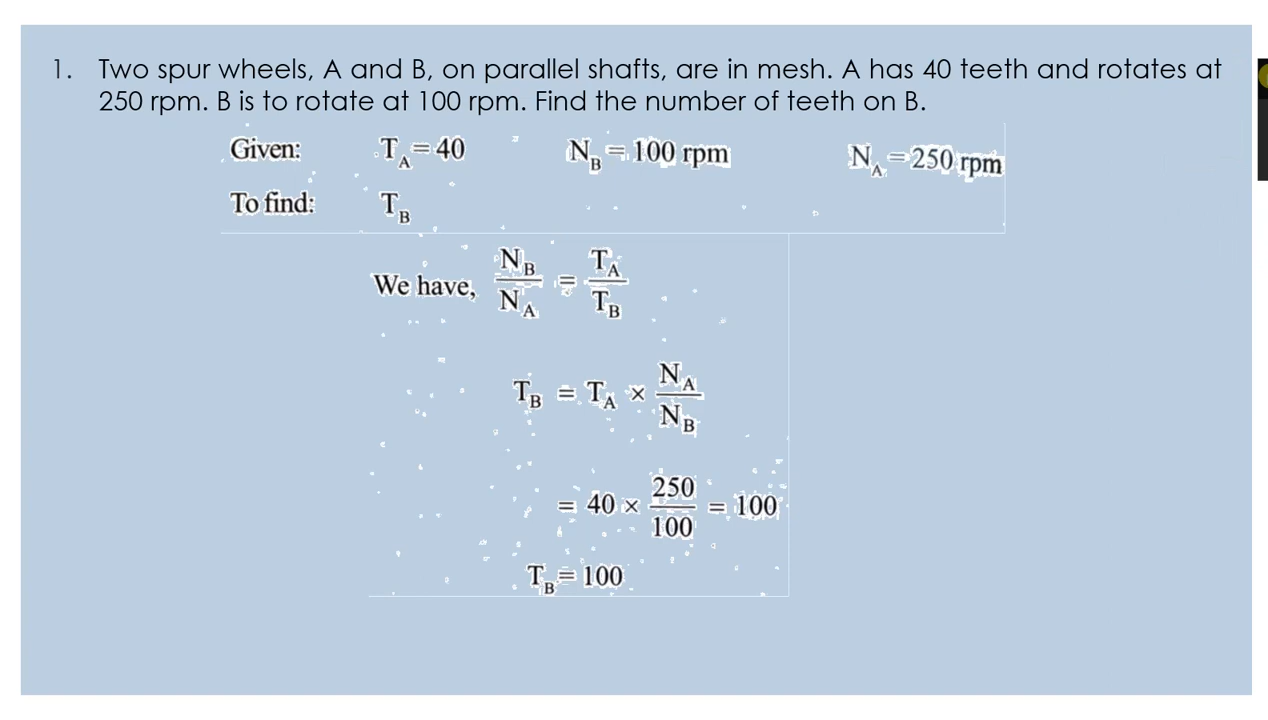 1. Two spur wheels, A and B, on parallel shafts, are in mesh. A has 40 teeth and rotates at
250 rpm. B is to rotate at 100 rpm. Find the number of teeth on B.
Given: T_A = 40 N_B = 100 rpm N_A = 250 rpm
To find: T_B
We have, N_B/N_A = T_A/T_B
T_B = T_A × N_A/N_B
= 40 × 250/100 = 100
T_B = 100